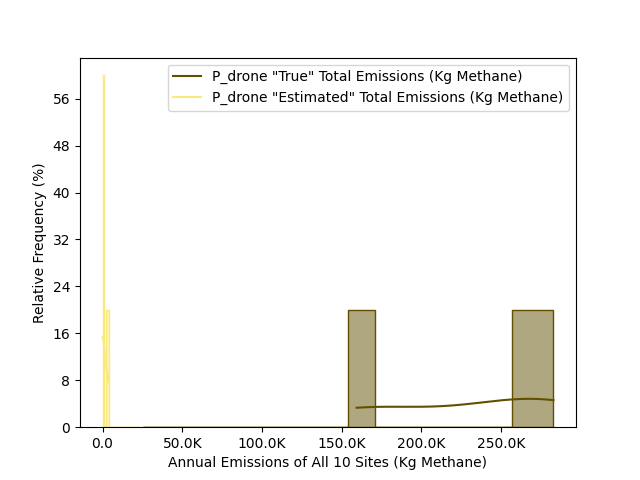 P_drone "True" Total Emissions (Kg Methane)
P_drone "Estimated" Total Emissions (Kg Methane)
56
48
40
32
24
16
8
0
Relative Frequency (%)
0.0 50.0K 100.0K 150.0K 200.0K 250.0K
Annual Emissions of All 10 Sites (Kg Methane)